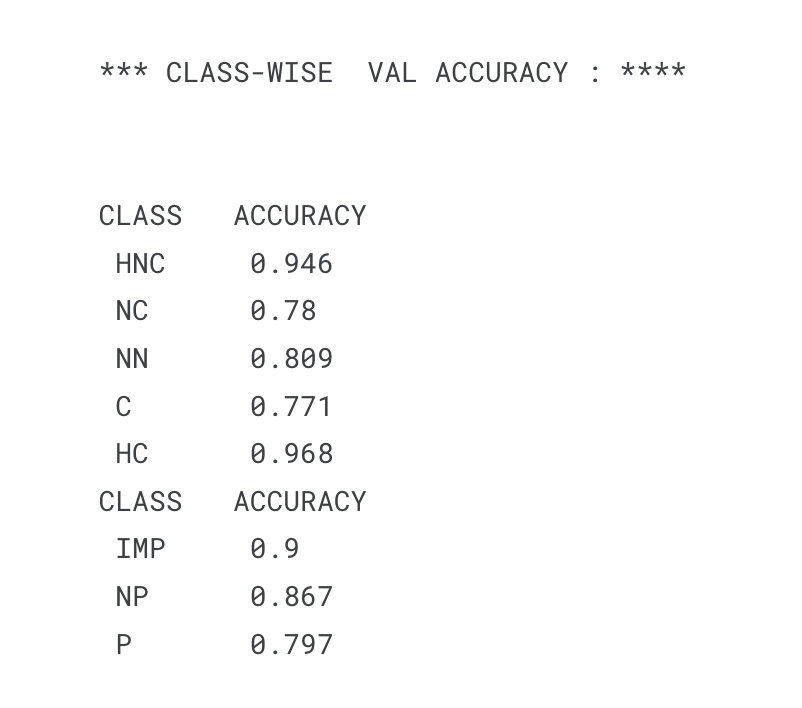 *** CLASS-WISE  VAL ACCURACY : ****
CLASS   ACCURACY
HNC     0.946
NC      0.78
NN      0.809
C       0.771
HC      0.968
CLASS   ACCURACY
IMP     0.9
NP      0.867
P       0.797